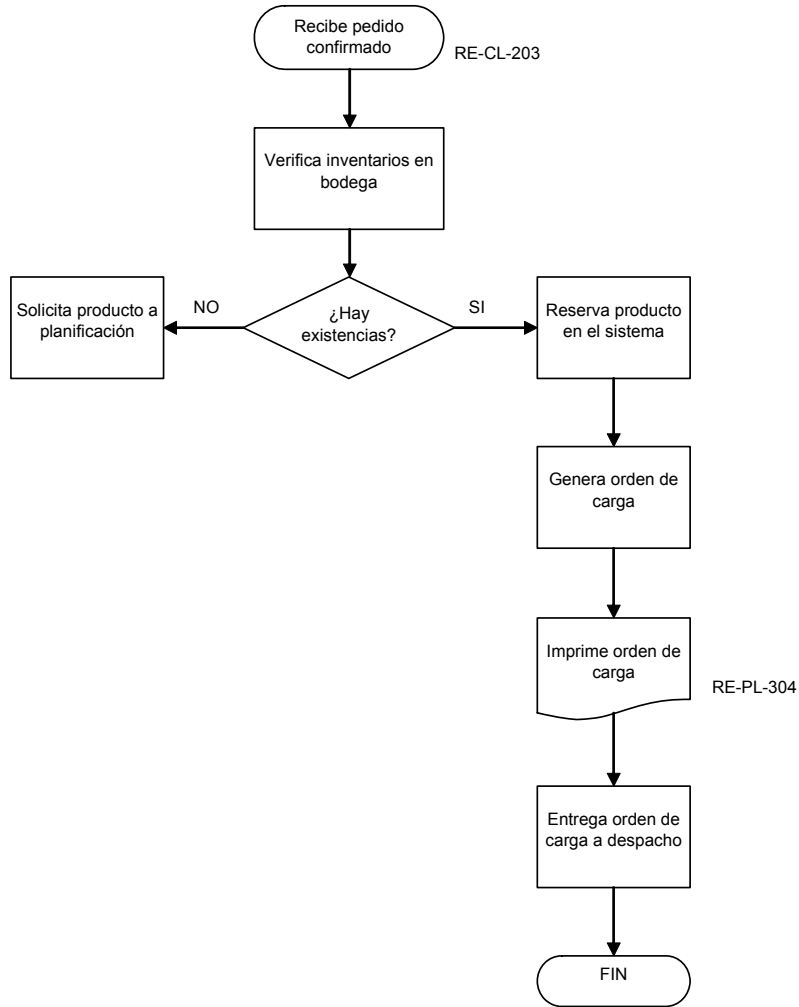 Recibe pedido
confirmado
RE-CL-203
Verifica inventarios en
bodega
Solicita producto a
planificación
NO
¿Hay
existencias?
SI
Reserva producto
en el sistema
Genera orden de
carga
Imprime orden de
carga
RE-PL-304
Entrega orden de
carga a despacho
FIN